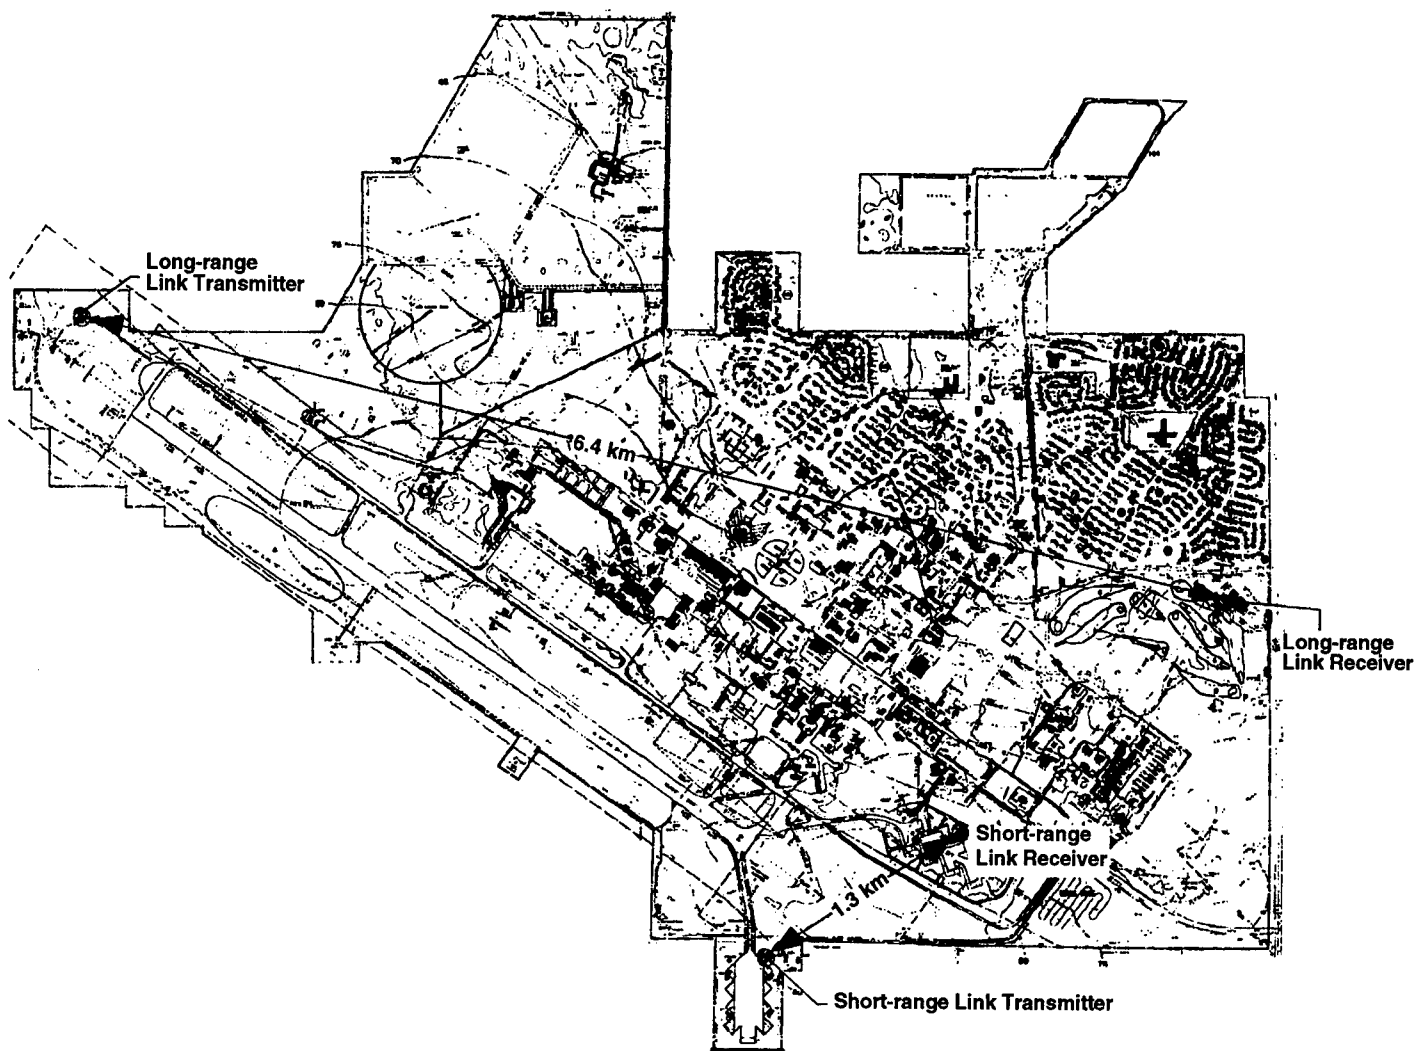 Long-range
Link Transmitter
6.4 km
Long-range
Link Receiver
Short-range
Link Receiver
1.3 km
Short-range Link Transmitter